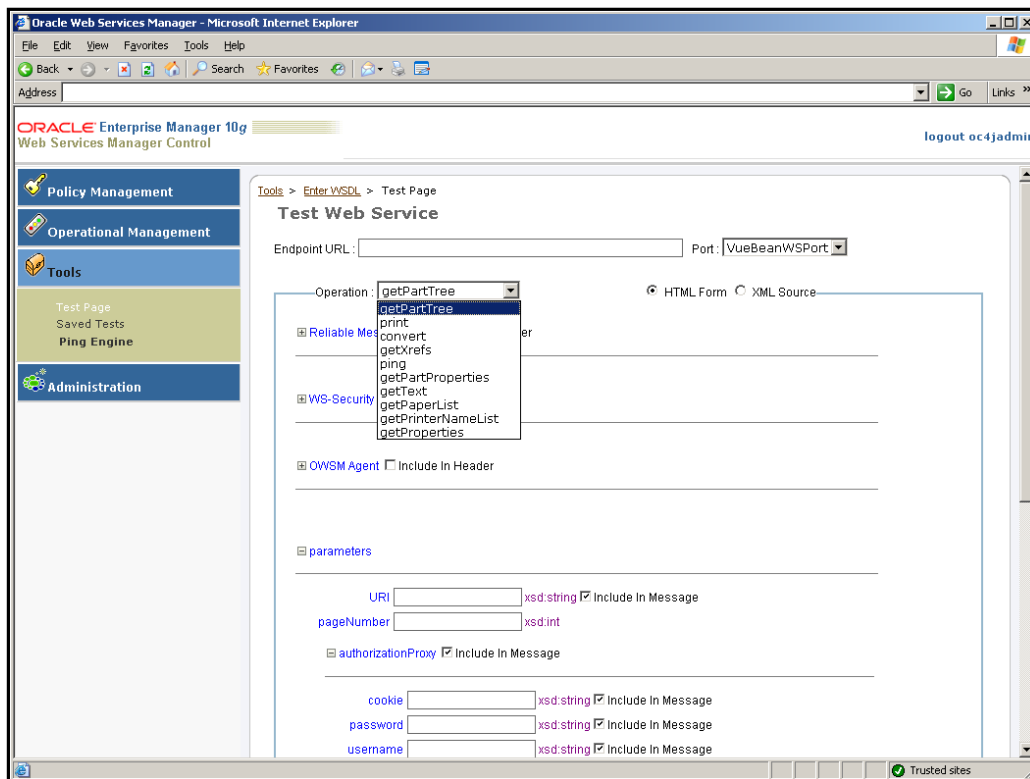 Oracle Web Services Manager - Microsoft Internet Explorer
File Edit View Favorites Tools Help
Back Search Favorites
Address Go Links »
ORACLE Enterprise Manager 10g
Web Services Manager Control
logout oc4jadmin
Policy Management
Operational Management
Tools
Test Page
Saved Tests
Ping Engine
Administration
Tools > Enter WSDL > Test Page
Test Web Service
Endpoint URL : Port : VueBeanWSPort
Operation : getPartTree HTML Form XML Source
getPartTree
print
convert
getXrefs
ping
getPartProperties
getText
getPaperList
getPrinterNameList
getProperties
Reliable Mes er
WS-Security
OWSM Agent Include In Header
parameters
URI xsd:string Include In Message
pageNumber xsd:int
authorizationProxy Include In Message
cookie xsd:string Include In Message
password xsd:string Include In Message
username xsd:string Include In Message
Trusted sites